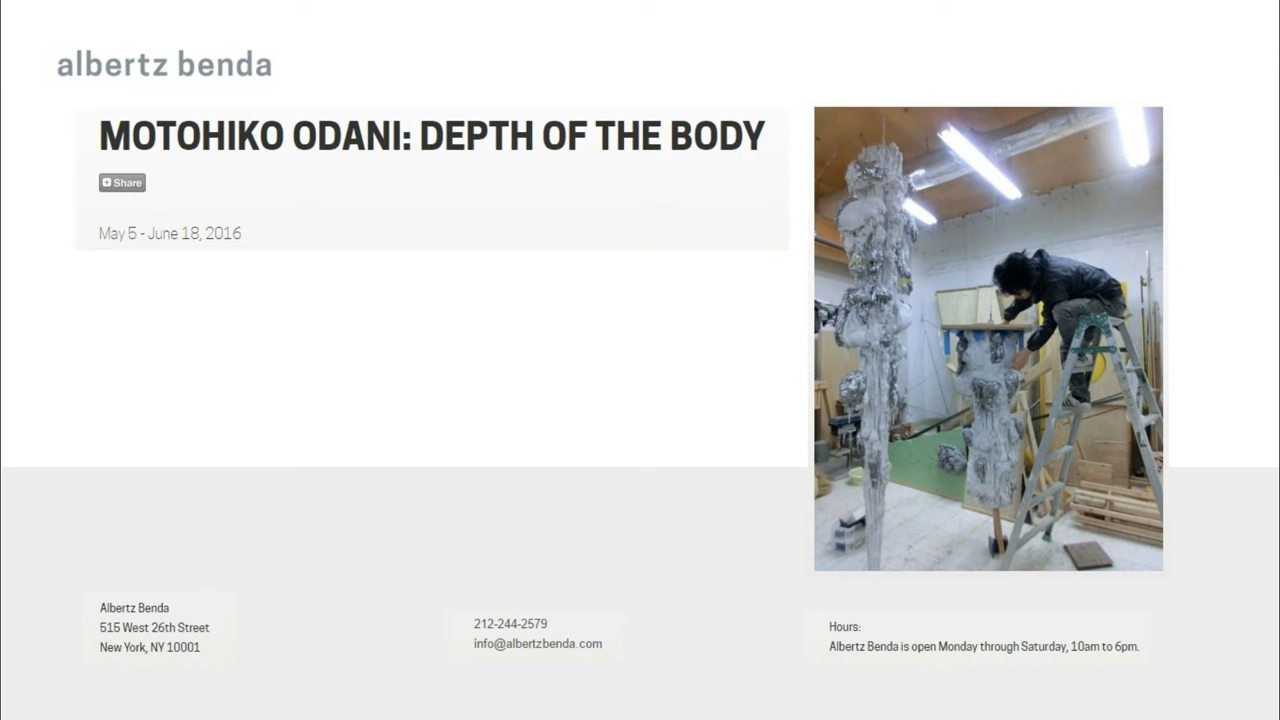 albertz benda
MOTOHIKO ODANI: DEPTH OF THE BODY
Share
May 5 - June 18, 2016
Albertz Benda
515 West 26th Street
New York, NY 10001
212-244-2579
info@albertzbenda.com
Hours:
Albertz Benda is open Monday through Saturday, 10am to 6pm.